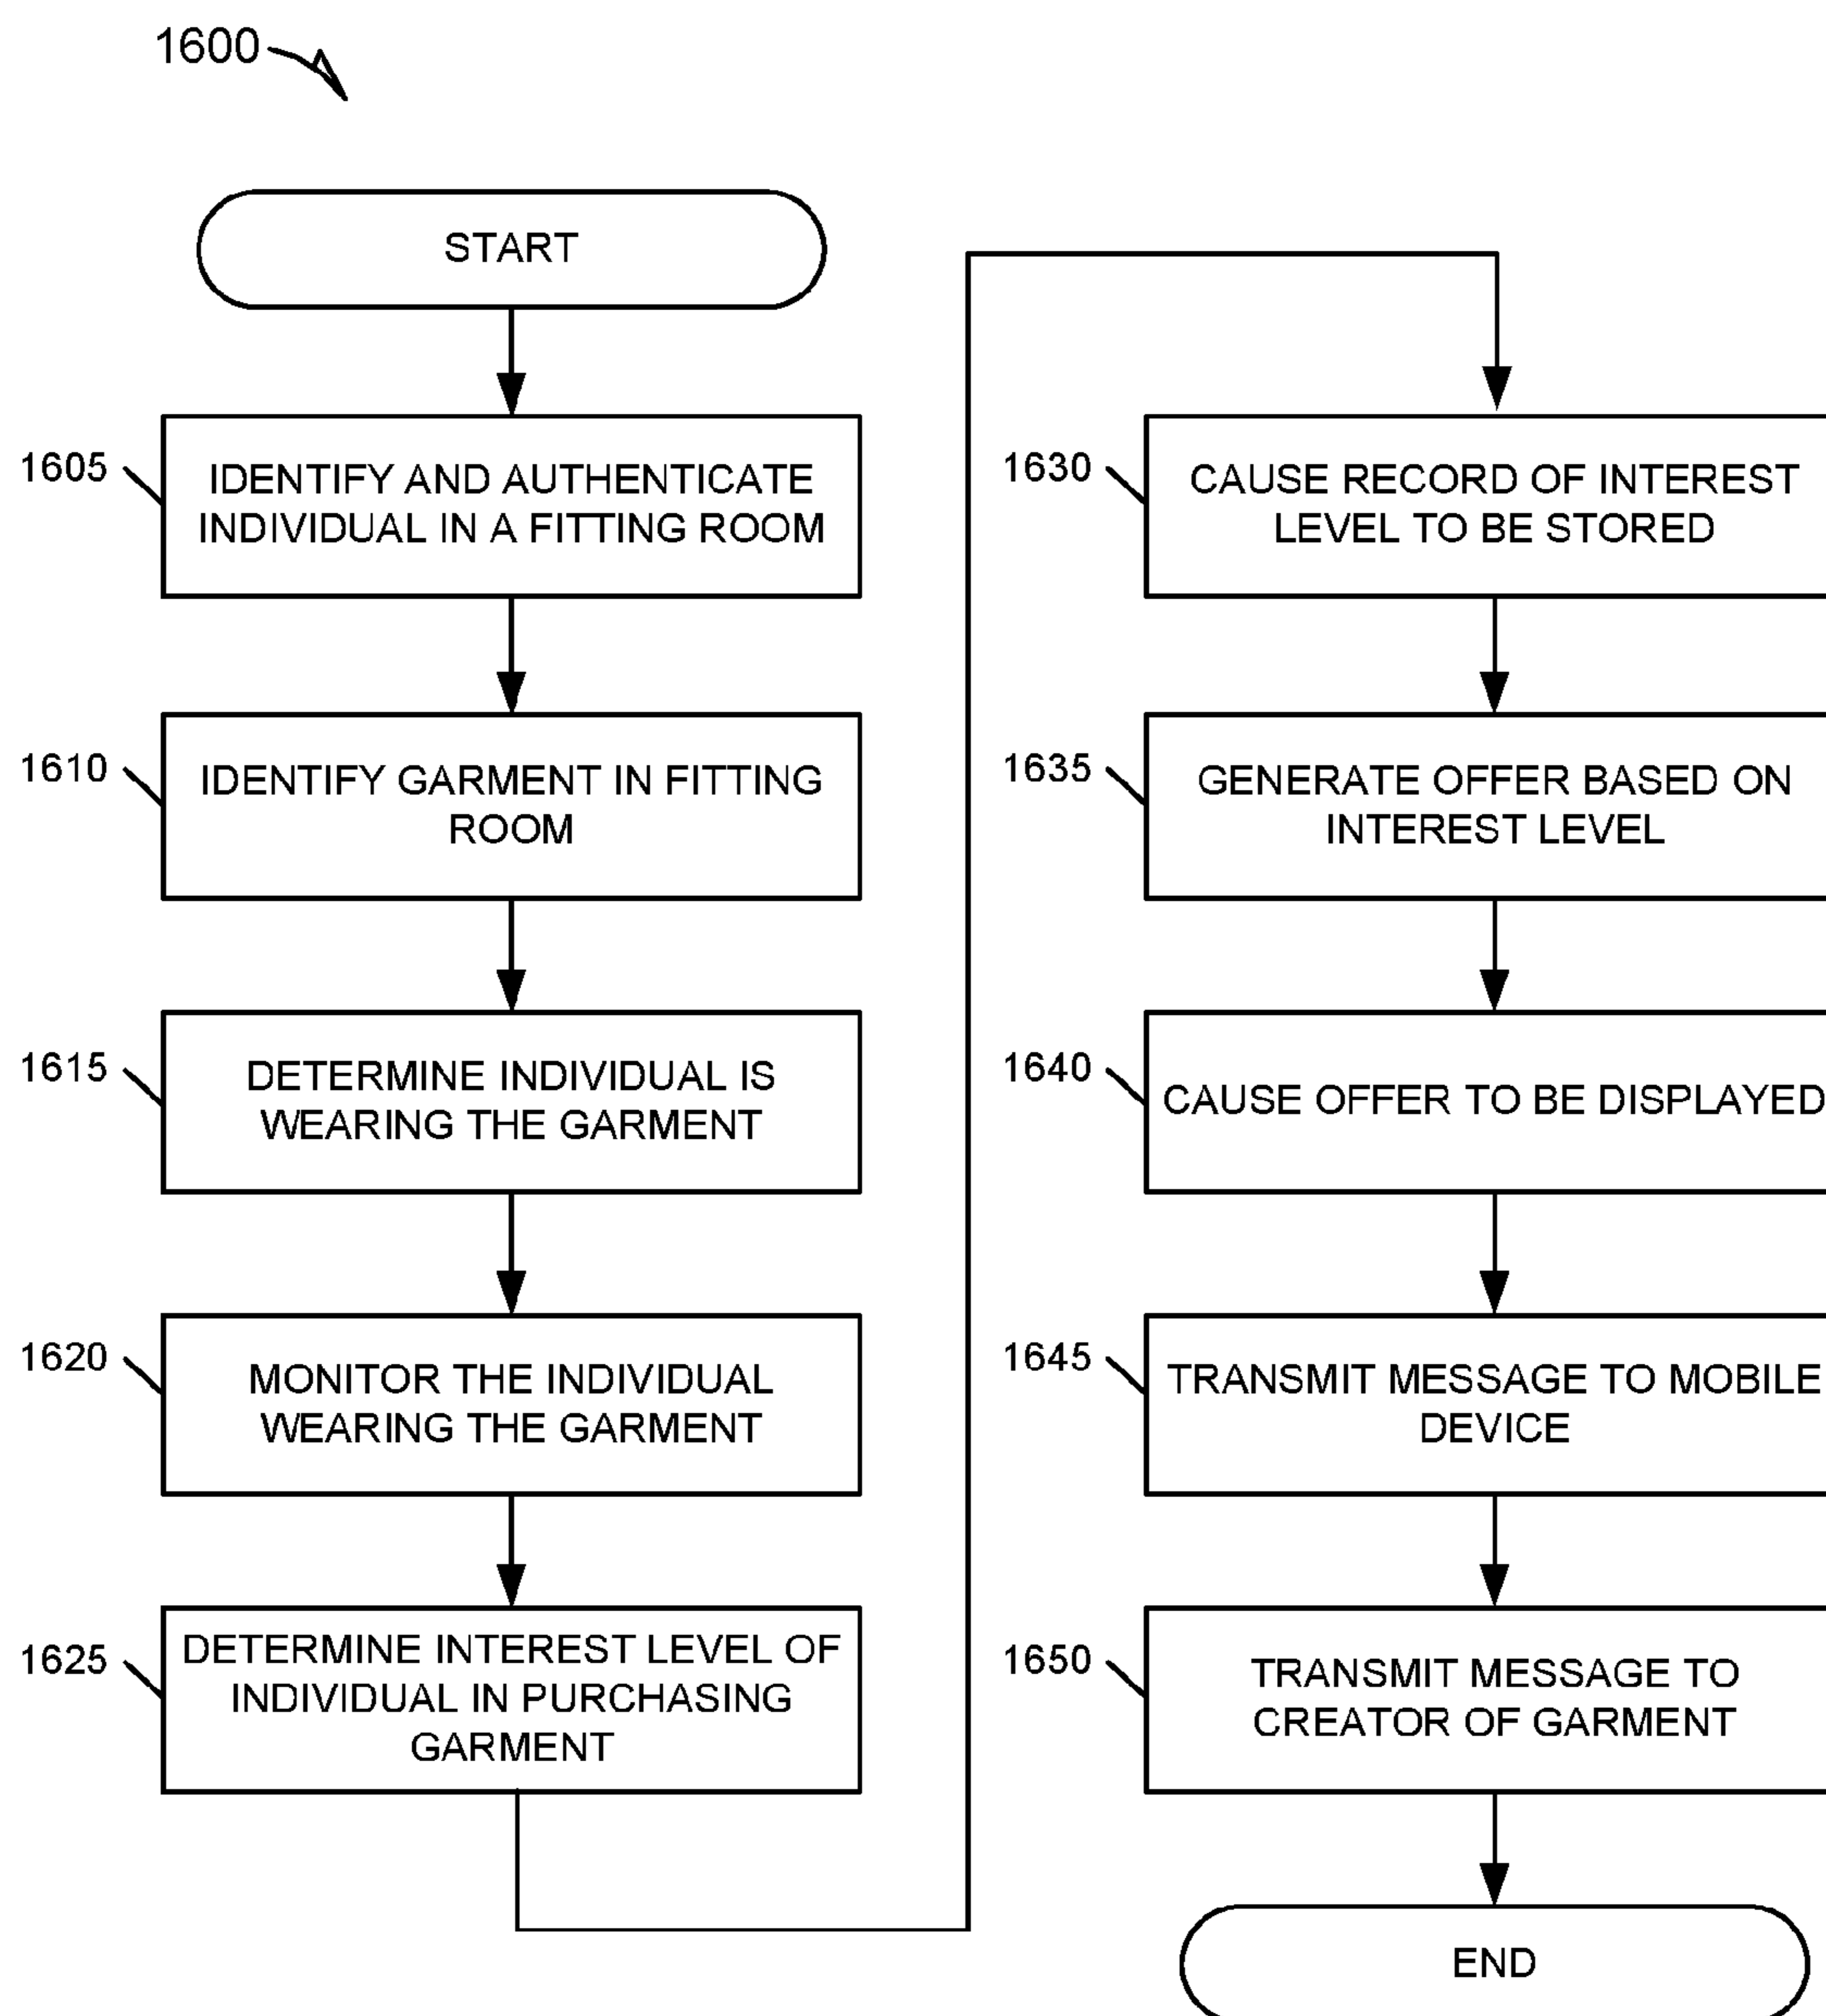 1600
START
1605
IDENTIFY AND AUTHENTICATE
INDIVIDUAL IN A FITTING ROOM
1610
IDENTIFY GARMENT IN FITTING
ROOM
1615
DETERMINE INDIVIDUAL IS
WEARING THE GARMENT
1620
MONITOR THE INDIVIDUAL
WEARING THE GARMENT
1625
DETERMINE INTEREST LEVEL OF
INDIVIDUAL IN PURCHASING
GARMENT
1630
CAUSE RECORD OF INTEREST
LEVEL TO BE STORED
1635
GENERATE OFFER BASED ON
INTEREST LEVEL
1640
CAUSE OFFER TO BE DISPLAYED
1645
TRANSMIT MESSAGE TO MOBILE
DEVICE
1650
TRANSMIT MESSAGE TO
CREATOR OF GARMENT
END